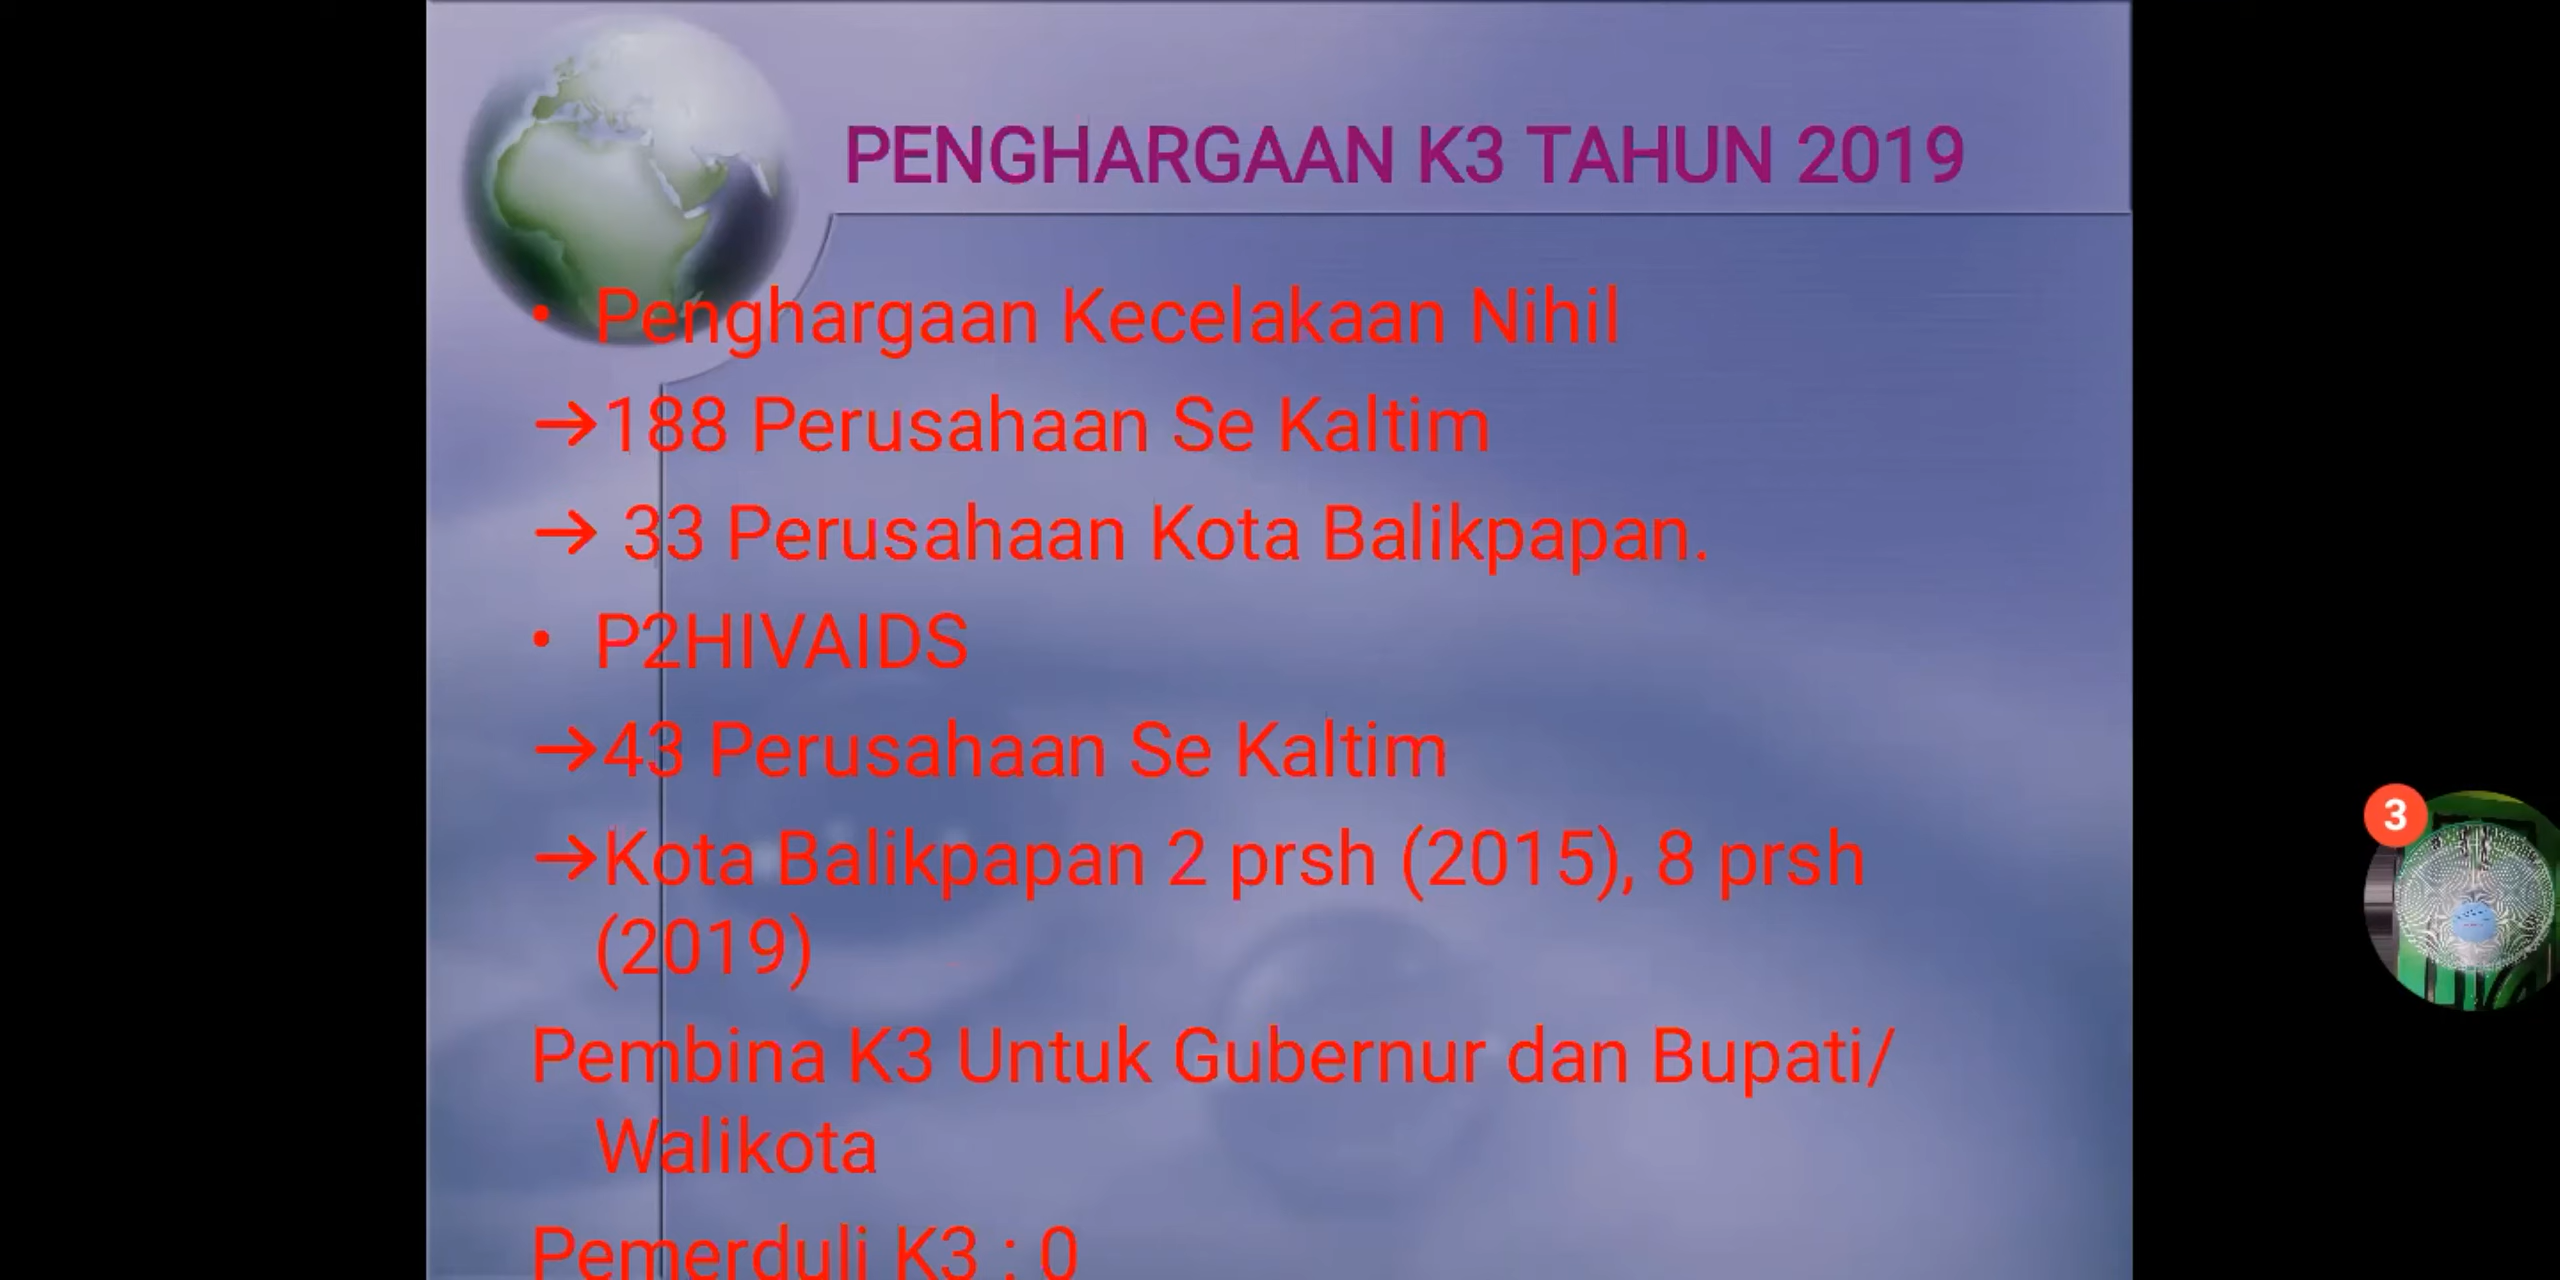 PENGHARGAAN K3 TAHUN 2019
• Penghargaan Kecelakaan Nihil
→188 Perusahaan Se Kaltim
→ 33 Perusahaan Kota Balikpapan.
• P2HIVAIDS
→43 Perusahaan Se Kaltim
→Kota Balikpapan 2 prsh (2015), 8 prsh
(2019)
Pembina K3 Untuk Gubernur dan Bupati/
Walikota
Pemerduli K3 : 0
3